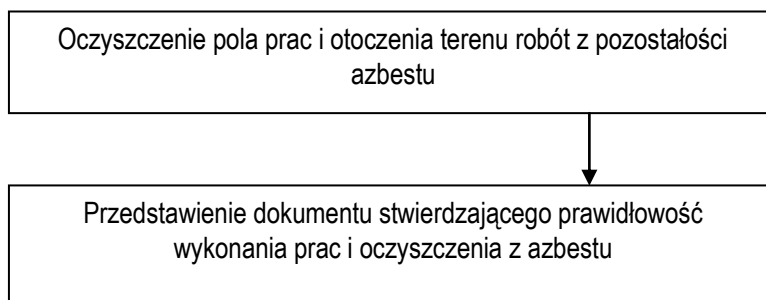 Oczyszczenie pola prac i otoczenia terenu robót z pozostałości
azbestu
Przedstawienie dokumentu stwierdzającego prawidłowość
wykonania prac i oczyszczenia z azbestu